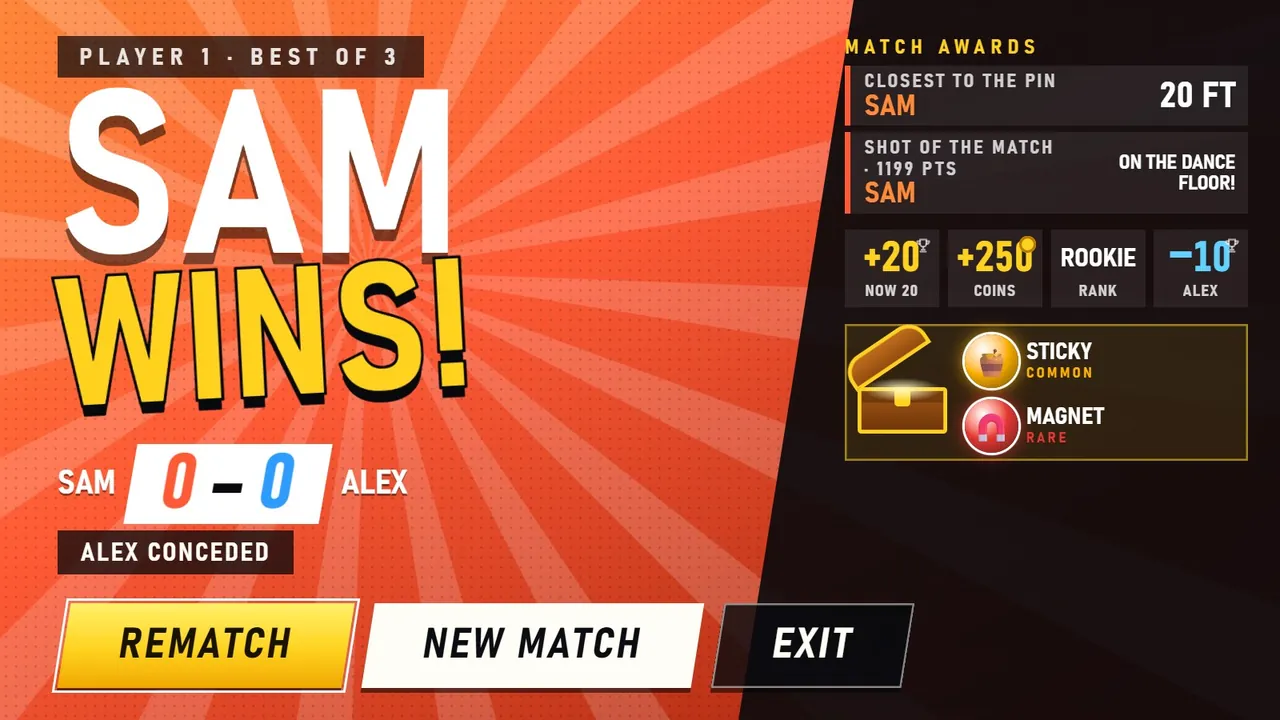 PLAYER 1 · BEST OF 3
SAM
WINS!
SAM 0 – 0 ALEX
ALEX CONCEDED
REMATCH
NEW MATCH
EXIT
MATCH AWARDS
CLOSEST TO THE PIN
SAM
20 FT
SHOT OF THE MATCH
· 1199 PTS
SAM
ON THE DANCE
FLOOR!
+20
NOW 20
+250
COINS
ROOKIE
RANK
−10
ALEX
STICKY
COMMON
MAGNET
RARE